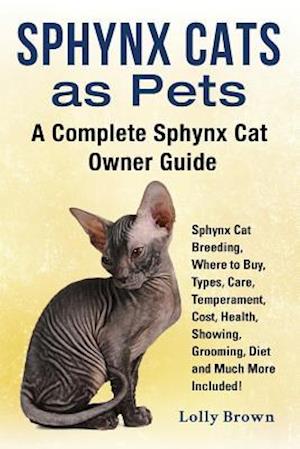 SPHYNX CATS
as Pets
A Complete Sphynx Cat
Owner Guide
Sphynx Cat
Breeding,
Where to Buy,
Types, Care,
Temperament,
Cost, Health,
Showing,
Grooming, Diet
and Much More
Included!
Lolly Brown